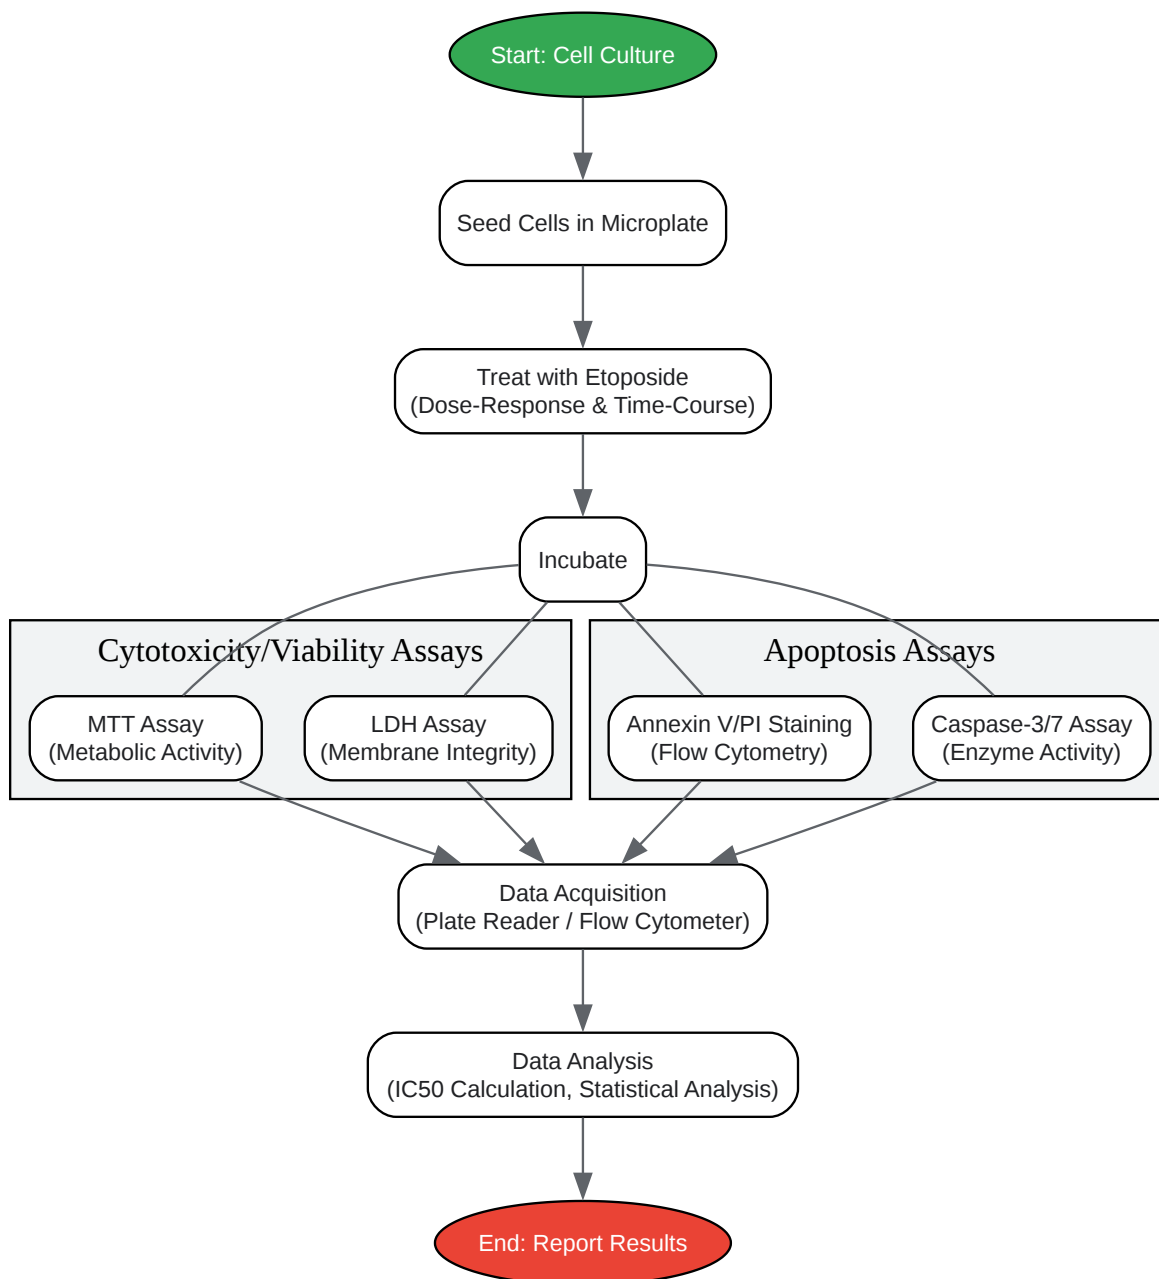 Start: Cell Culture
Seed Cells in Microplate
Treat with Etoposide
(Dose-Response & Time-Course)
Incubate
Cytotoxicity/Viability Assays
Apoptosis Assays
MTT Assay
(Metabolic Activity)
LDH Assay
(Membrane Integrity)
Annexin V/PI Staining
(Flow Cytometry)
Caspase-3/7 Assay
(Enzyme Activity)
Data Acquisition
(Plate Reader / Flow Cytometer)
Data Analysis
(IC50 Calculation, Statistical Analysis)
End: Report Results